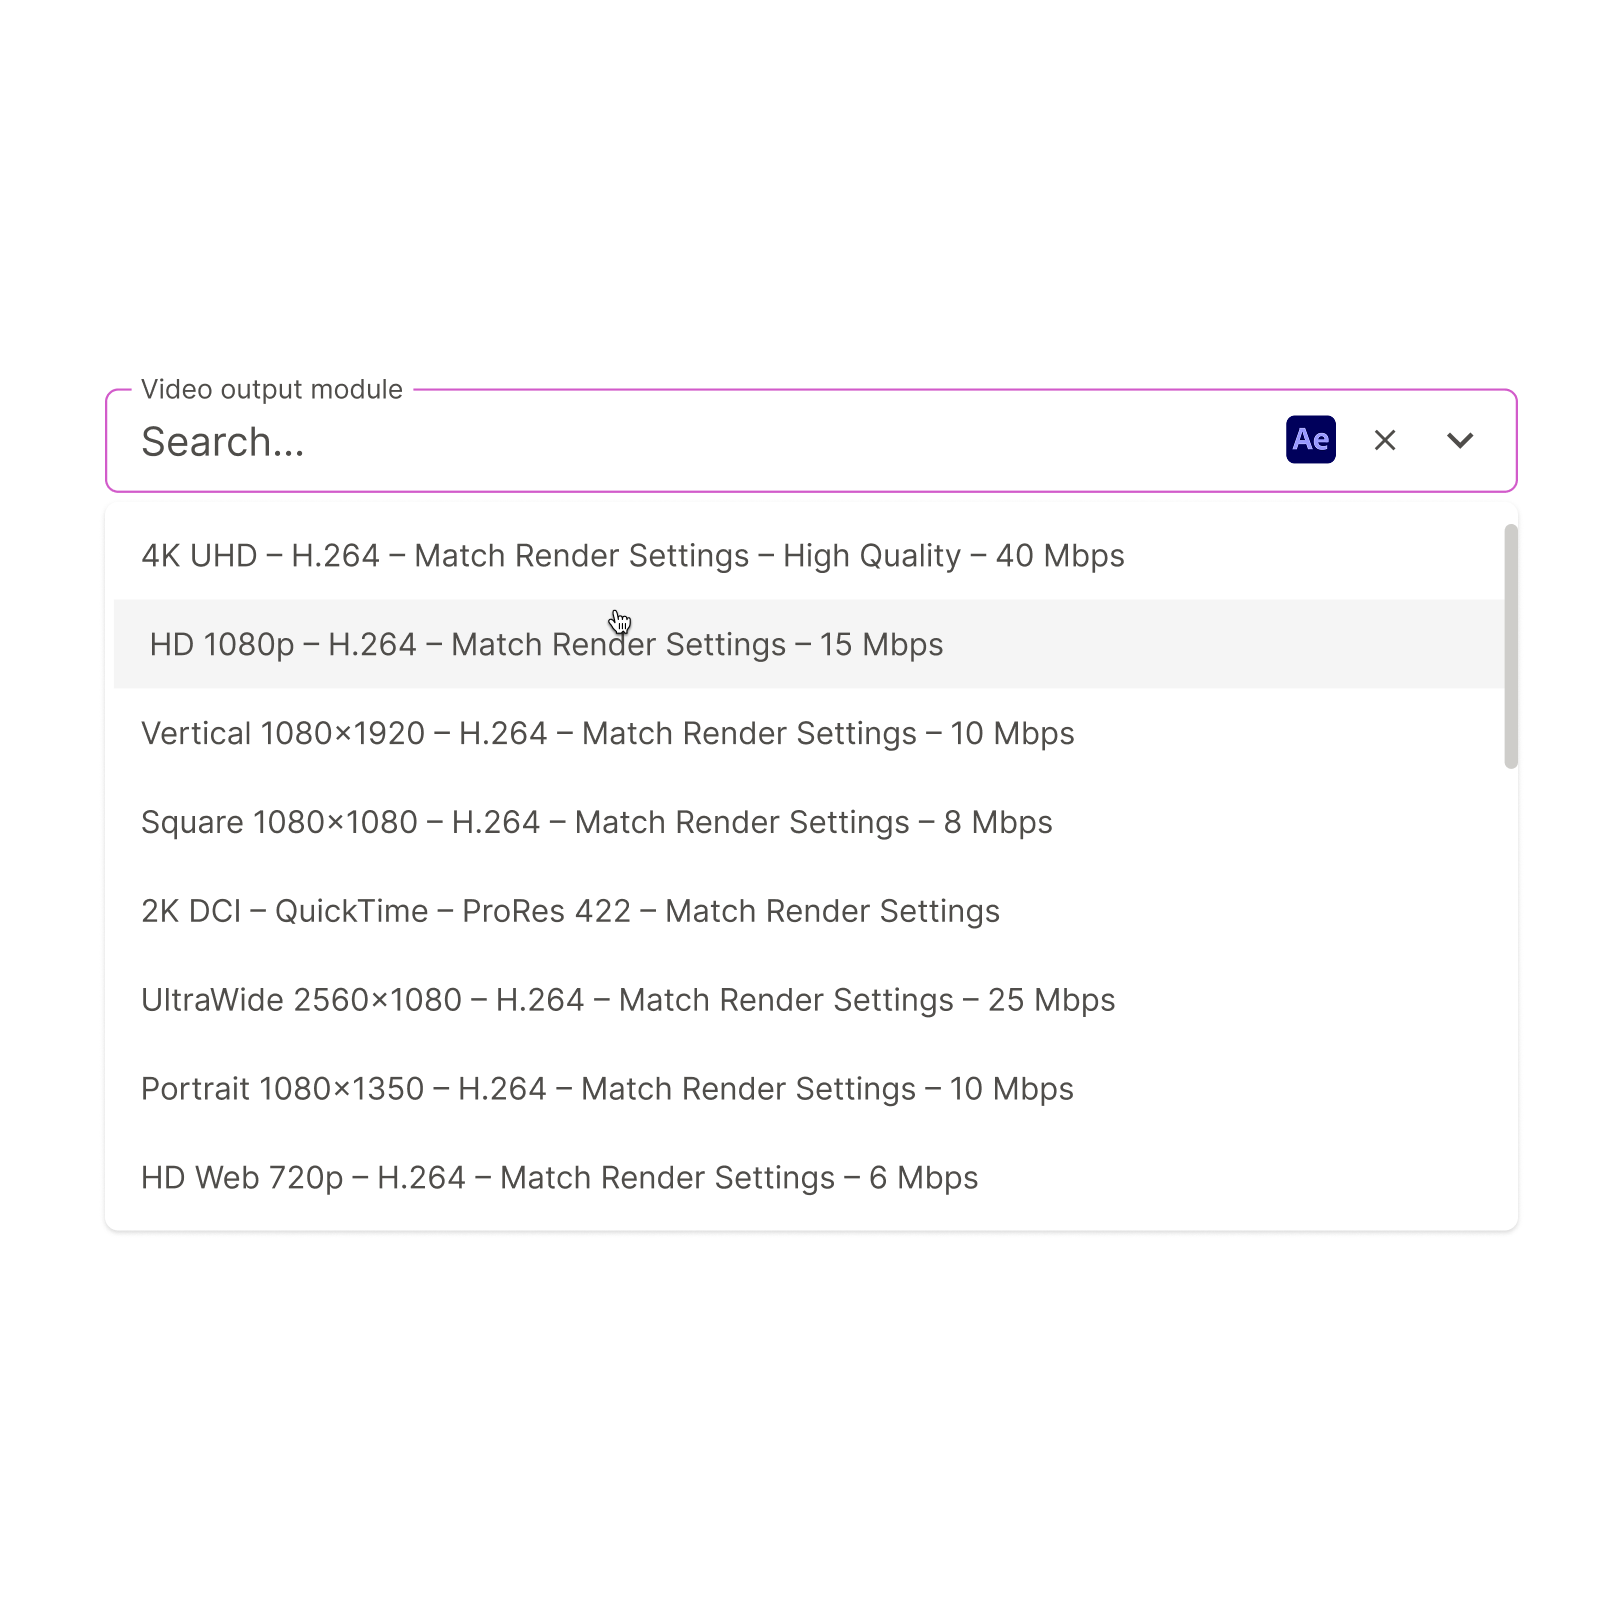 Video output module
Search...
Ae
4K UHD – H.264 – Match Render Settings – High Quality – 40 Mbps
HD 1080p – H.264 – Match Render Settings – 15 Mbps
Vertical 1080×1920 – H.264 – Match Render Settings – 10 Mbps
Square 1080×1080 – H.264 – Match Render Settings – 8 Mbps
2K DCI – QuickTime – ProRes 422 – Match Render Settings
UltraWide 2560×1080 – H.264 – Match Render Settings – 25 Mbps
Portrait 1080×1350 – H.264 – Match Render Settings – 10 Mbps
HD Web 720p – H.264 – Match Render Settings – 6 Mbps